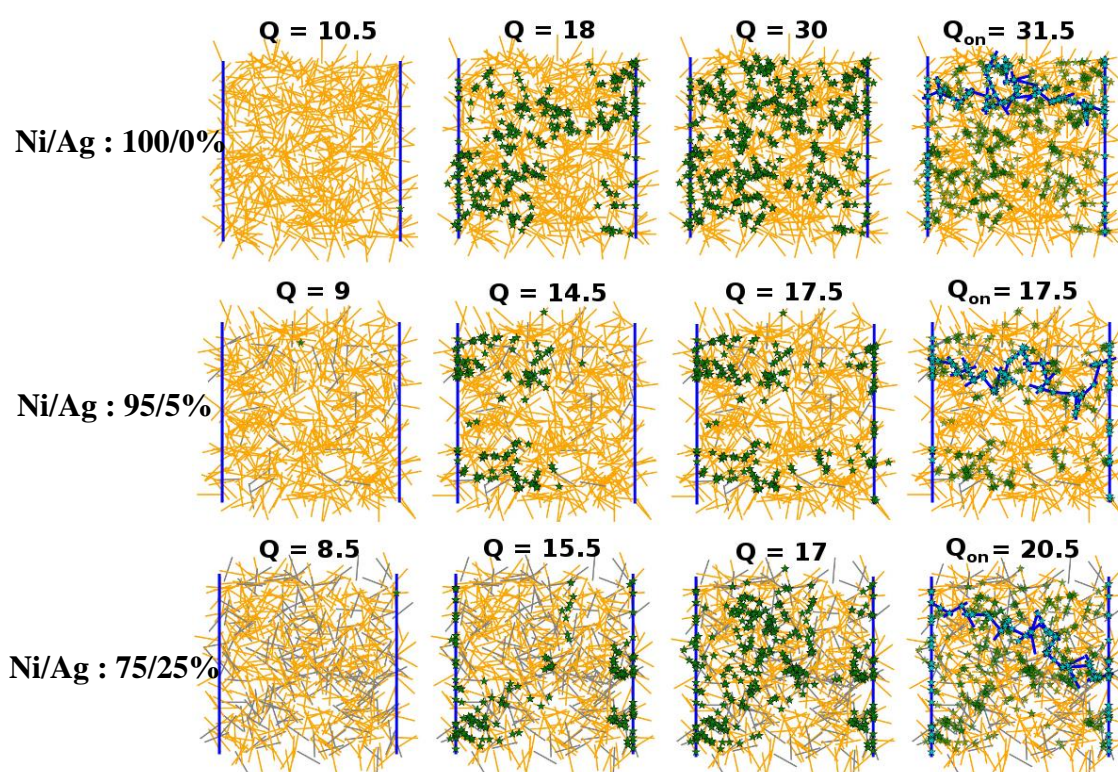 Q = 10.5 Q = 18 Q = 30 Qon = 31.5
Ni/Ag : 100/0%
Q = 9 Q = 14.5 Q = 17.5 Qon = 17.5
Ni/Ag : 95/5%
Q = 8.5 Q = 15.5 Q = 17 Qon = 20.5
Ni/Ag : 75/25%